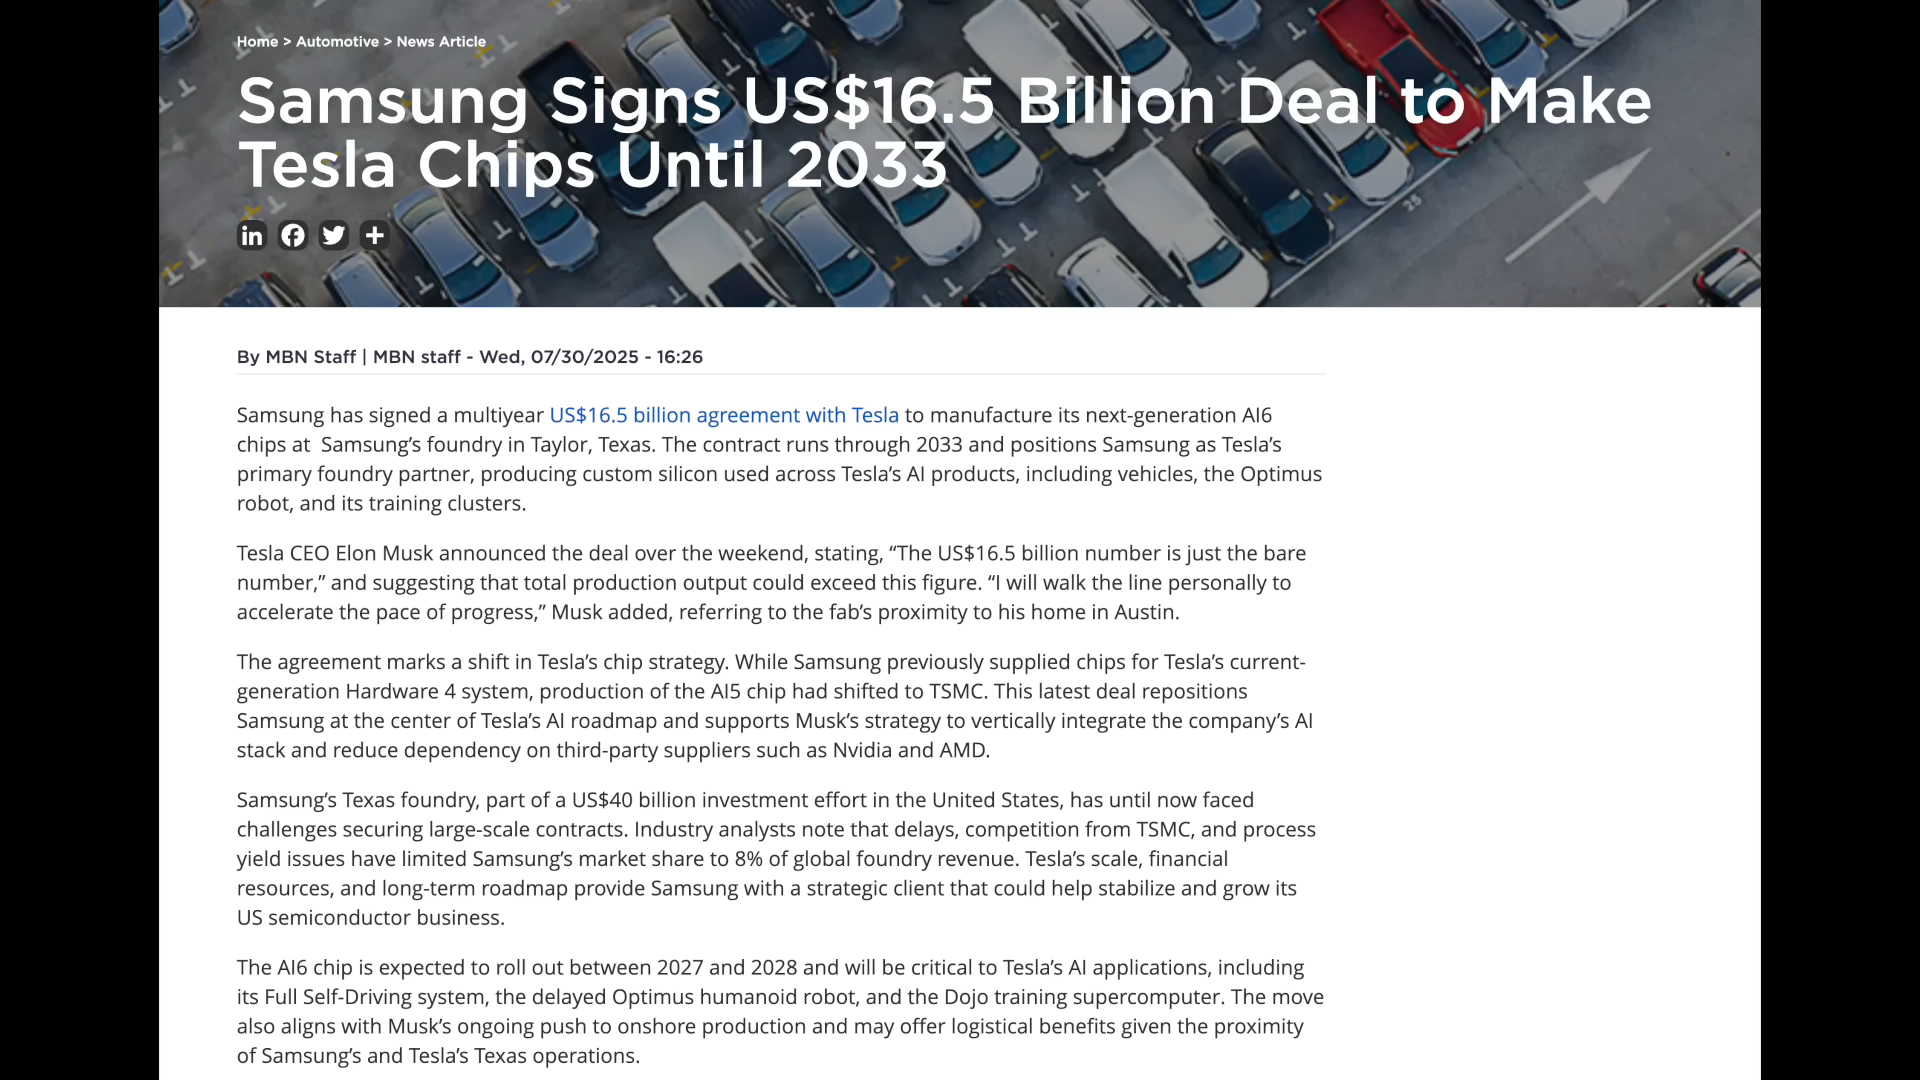 Home > Automotive > News Article
Samsung Signs US$16.5 Billion Deal to Make
Tesla Chips Until 2033
By MBN Staff | MBN staff - Wed, 07/30/2025 - 16:26
Samsung has signed a multiyear US$16.5 billion agreement with Tesla to manufacture its next-generation AI6
chips at  Samsung’s foundry in Taylor, Texas. The contract runs through 2033 and positions Samsung as Tesla’s
primary foundry partner, producing custom silicon used across Tesla’s AI products, including vehicles, the Optimus
robot, and its training clusters.
Tesla CEO Elon Musk announced the deal over the weekend, stating, “The US$16.5 billion number is just the bare
number,” and suggesting that total production output could exceed this figure. “I will walk the line personally to
accelerate the pace of progress,” Musk added, referring to the fab’s proximity to his home in Austin.
The agreement marks a shift in Tesla’s chip strategy. While Samsung previously supplied chips for Tesla’s current-
generation Hardware 4 system, production of the AI5 chip had shifted to TSMC. This latest deal repositions
Samsung at the center of Tesla’s AI roadmap and supports Musk’s strategy to vertically integrate the company’s AI
stack and reduce dependency on third-party suppliers such as Nvidia and AMD.
Samsung’s Texas foundry, part of a US$40 billion investment effort in the United States, has until now faced
challenges securing large-scale contracts. Industry analysts note that delays, competition from TSMC, and process
yield issues have limited Samsung’s market share to 8% of global foundry revenue. Tesla’s scale, financial
resources, and long-term roadmap provide Samsung with a strategic client that could help stabilize and grow its
US semiconductor business.
The AI6 chip is expected to roll out between 2027 and 2028 and will be critical to Tesla’s AI applications, including
its Full Self-Driving system, the delayed Optimus humanoid robot, and the Dojo training supercomputer. The move
also aligns with Musk’s ongoing push to onshore production and may offer logistical benefits given the proximity
of Samsung’s and Tesla’s Texas operations.